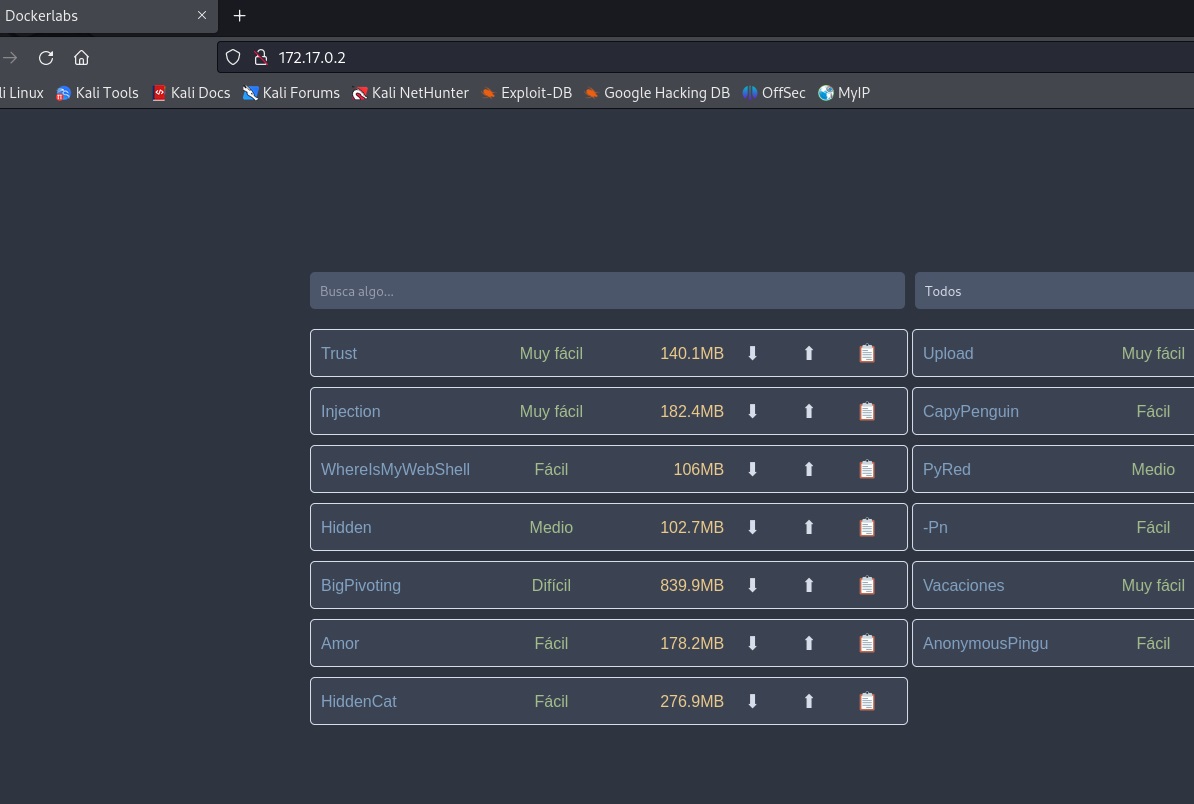 Dockerlabs
172.17.0.2
li Linux Kali Tools Kali Docs Kali Forums Kali NetHunter Exploit-DB Google Hacking DB OffSec MyIP
Busca algo... Todos
Trust Muy fácil 140.1MB Upload Muy fácil
Injection Muy fácil 182.4MB CapyPenguin Fácil
WhereIsMyWebShell Fácil 106MB PyRed Medio
Hidden Medio 102.7MB -Pn Fácil
BigPivoting Difícil 839.9MB Vacaciones Muy fácil
Amor Fácil 178.2MB AnonymousPingu Fácil
HiddenCat Fácil 276.9MB